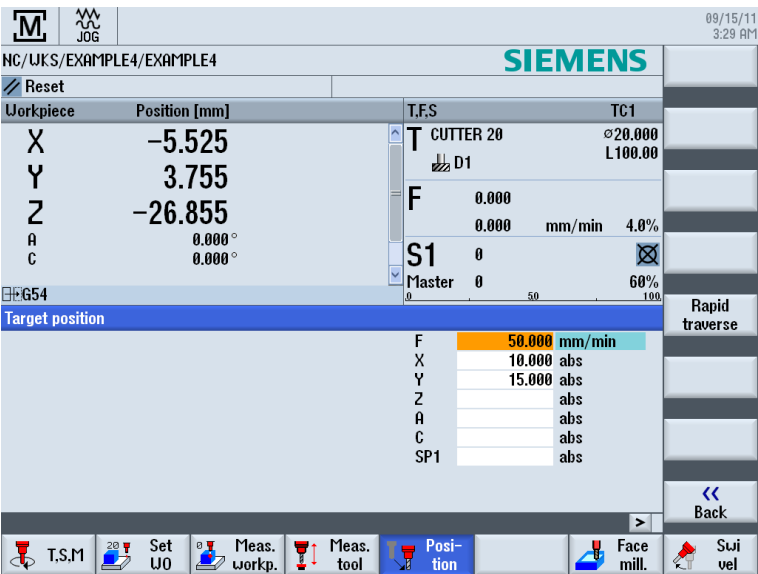 M
JOG
09/15/11
3:29 AM
NC/WKS/EXAMPLE4/EXAMPLE4
SIEMENS
Reset
Workpiece Position [mm]
T,F,S TC1
X -5.525
Y 3.755
Z -26.855
A 0.000°
C 0.000°
G54
T CUTTER 20 ⌀20.000
D1 L100.00
F 0.000
0.000 mm/min 4.0%
S1 0
Master 0 60%
0 50 100
Target position
F 50.000 mm/min
X 10.000 abs
Y 15.000 abs
Z abs
A abs
C abs
SP1 abs
Rapid
traverse
<<
Back
>
T,S,M
20
Set
WO
0
Meas.
workp.
Meas.
tool
Posi-
tion
Face
mill.
Swi
vel